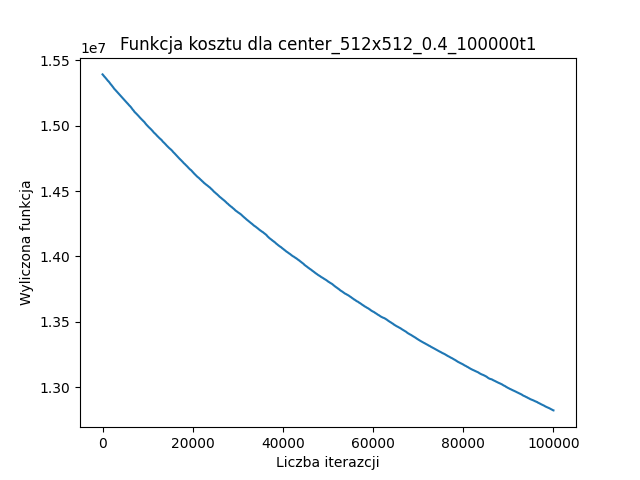 Funkcja kosztu dla center_512x512_0.4_100000t1
1e7
1.55
1.50
1.45
1.40
1.35
1.30
Wyliczona funkcja
0 20000 40000 60000 80000 100000
Liczba iterazcji